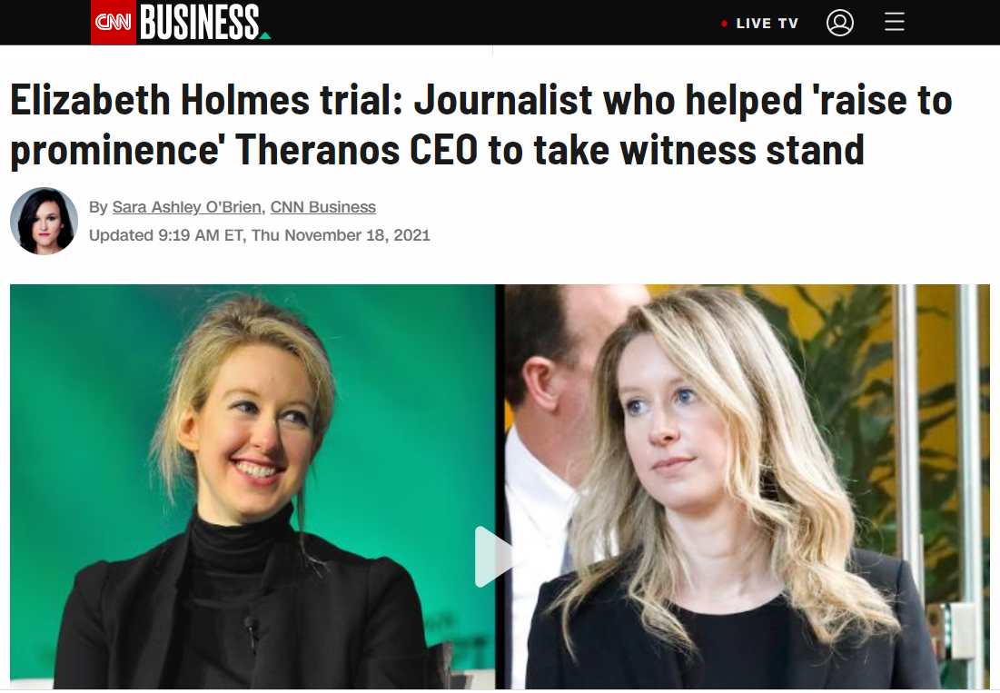 CNN BUSINESS
LIVE TV
Elizabeth Holmes trial: Journalist who helped 'raise to
prominence' Theranos CEO to take witness stand
By Sara Ashley O'Brien, CNN Business
Updated 9:19 AM ET, Thu November 18, 2021